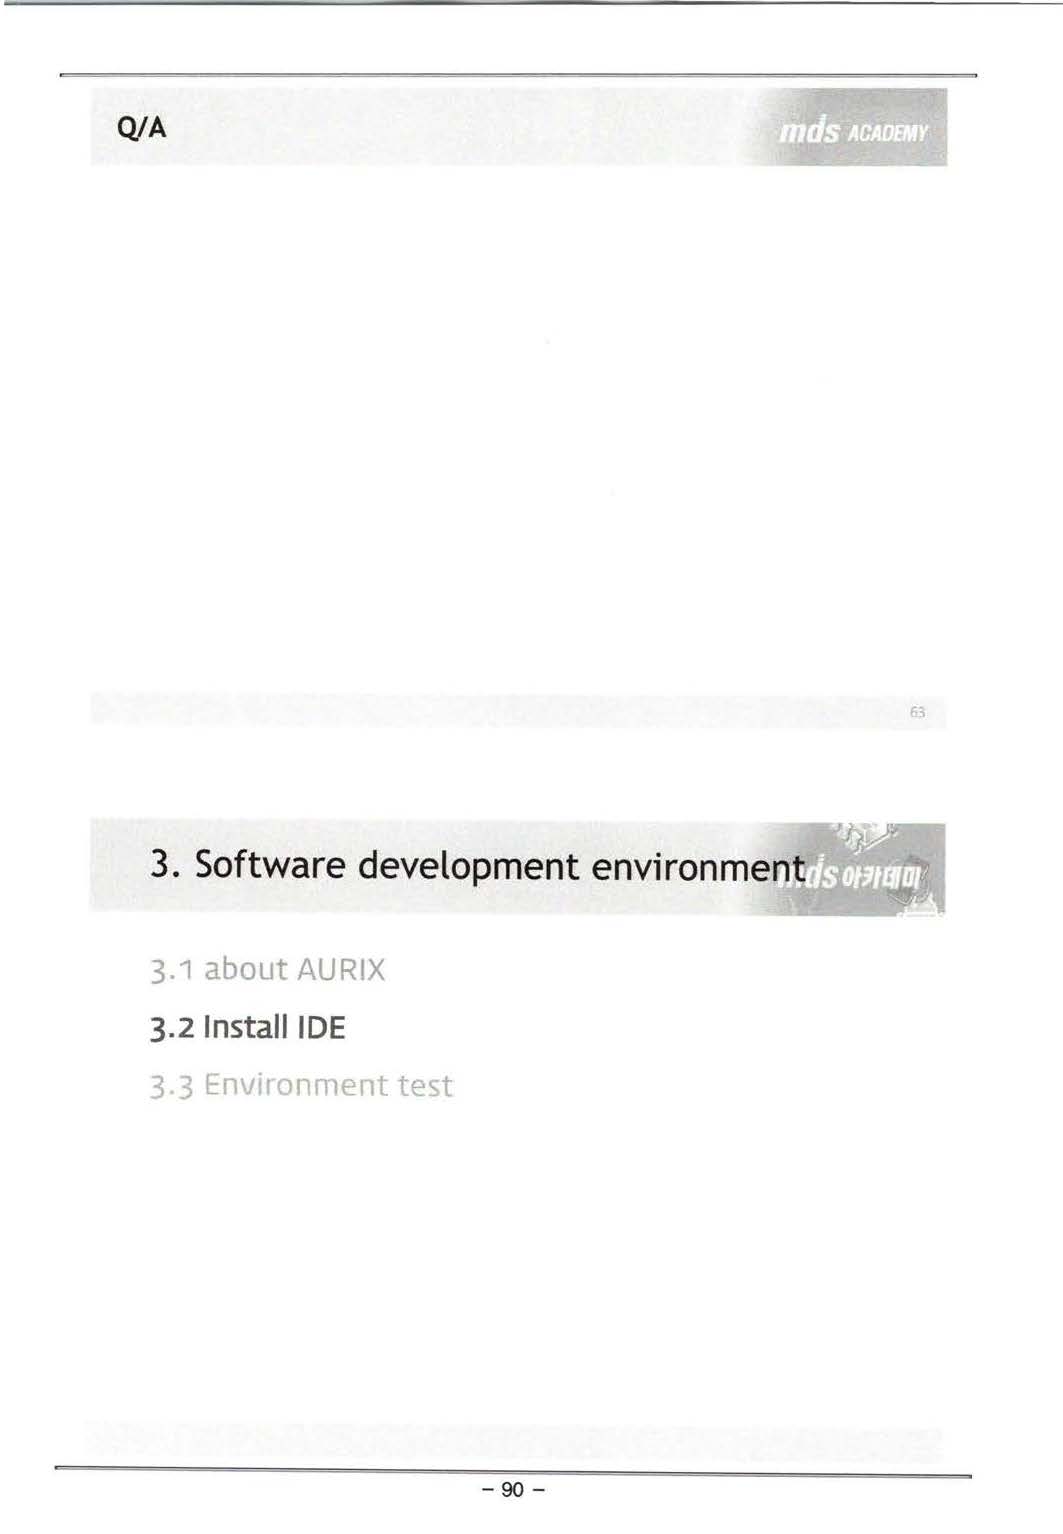 Q/A
mds ACADEMY
63
3. Software development environment
mds 아카데미
3.1 about AURIX
3.2 Install IDE
3.3 Environment test
- 90 -